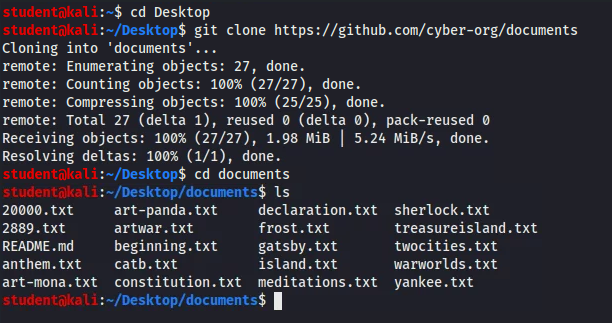 student@kali:~$ cd Desktop
student@kali:~/Desktop$ git clone https://github.com/cyber-org/documents
Cloning into 'documents'...
remote: Enumerating objects: 27, done.
remote: Counting objects: 100% (27/27), done.
remote: Compressing objects: 100% (25/25), done.
remote: Total 27 (delta 1), reused 0 (delta 0), pack-reused 0
Receiving objects: 100% (27/27), 1.98 MiB | 5.24 MiB/s, done.
Resolving deltas: 100% (1/1), done.
student@kali:~/Desktop$ cd documents
student@kali:~/Desktop/documents$ ls
20000.txt     art-panda.txt     declaration.txt  sherlock.txt
2889.txt      artwar.txt        frost.txt        treasureisland.txt
README.md     beginning.txt     gatsby.txt       twocities.txt
anthem.txt    catb.txt          island.txt       warworlds.txt
art-mona.txt  constitution.txt  meditations.txt  yankee.txt
student@kali:~/Desktop/documents$